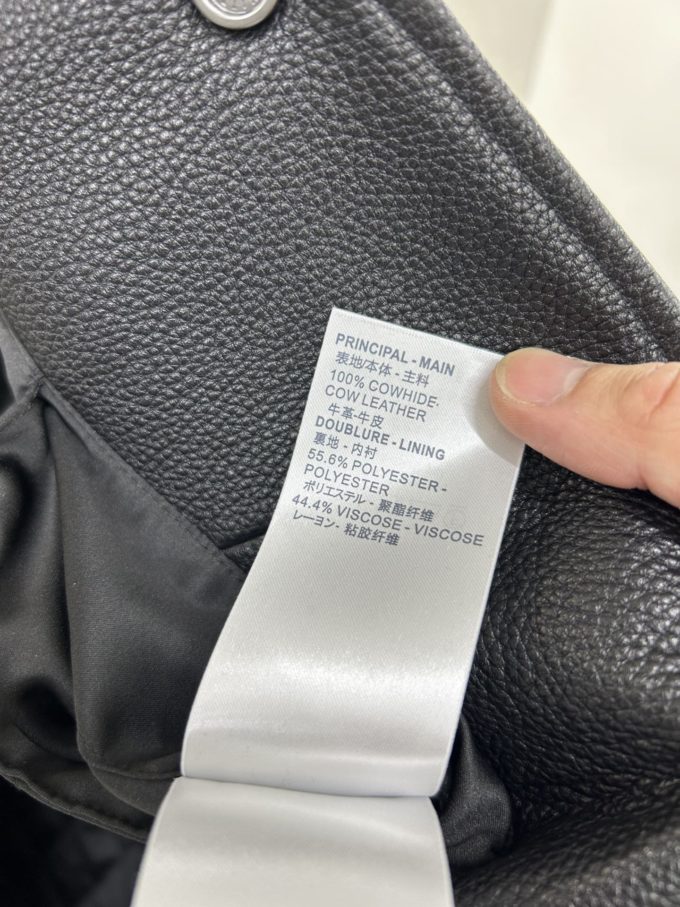 PRINCIPAL - MAIN
表地/本体 - 主料
100% COWHIDE-
COW LEATHER
牛革-牛皮
DOUBLURE - LINING
裏地 - 内衬
55.6% POLYESTER -
POLYESTER
ポリエステル - 聚酯纤维
44.4% VISCOSE - VISCOSE
レーヨン - 粘胶纤维